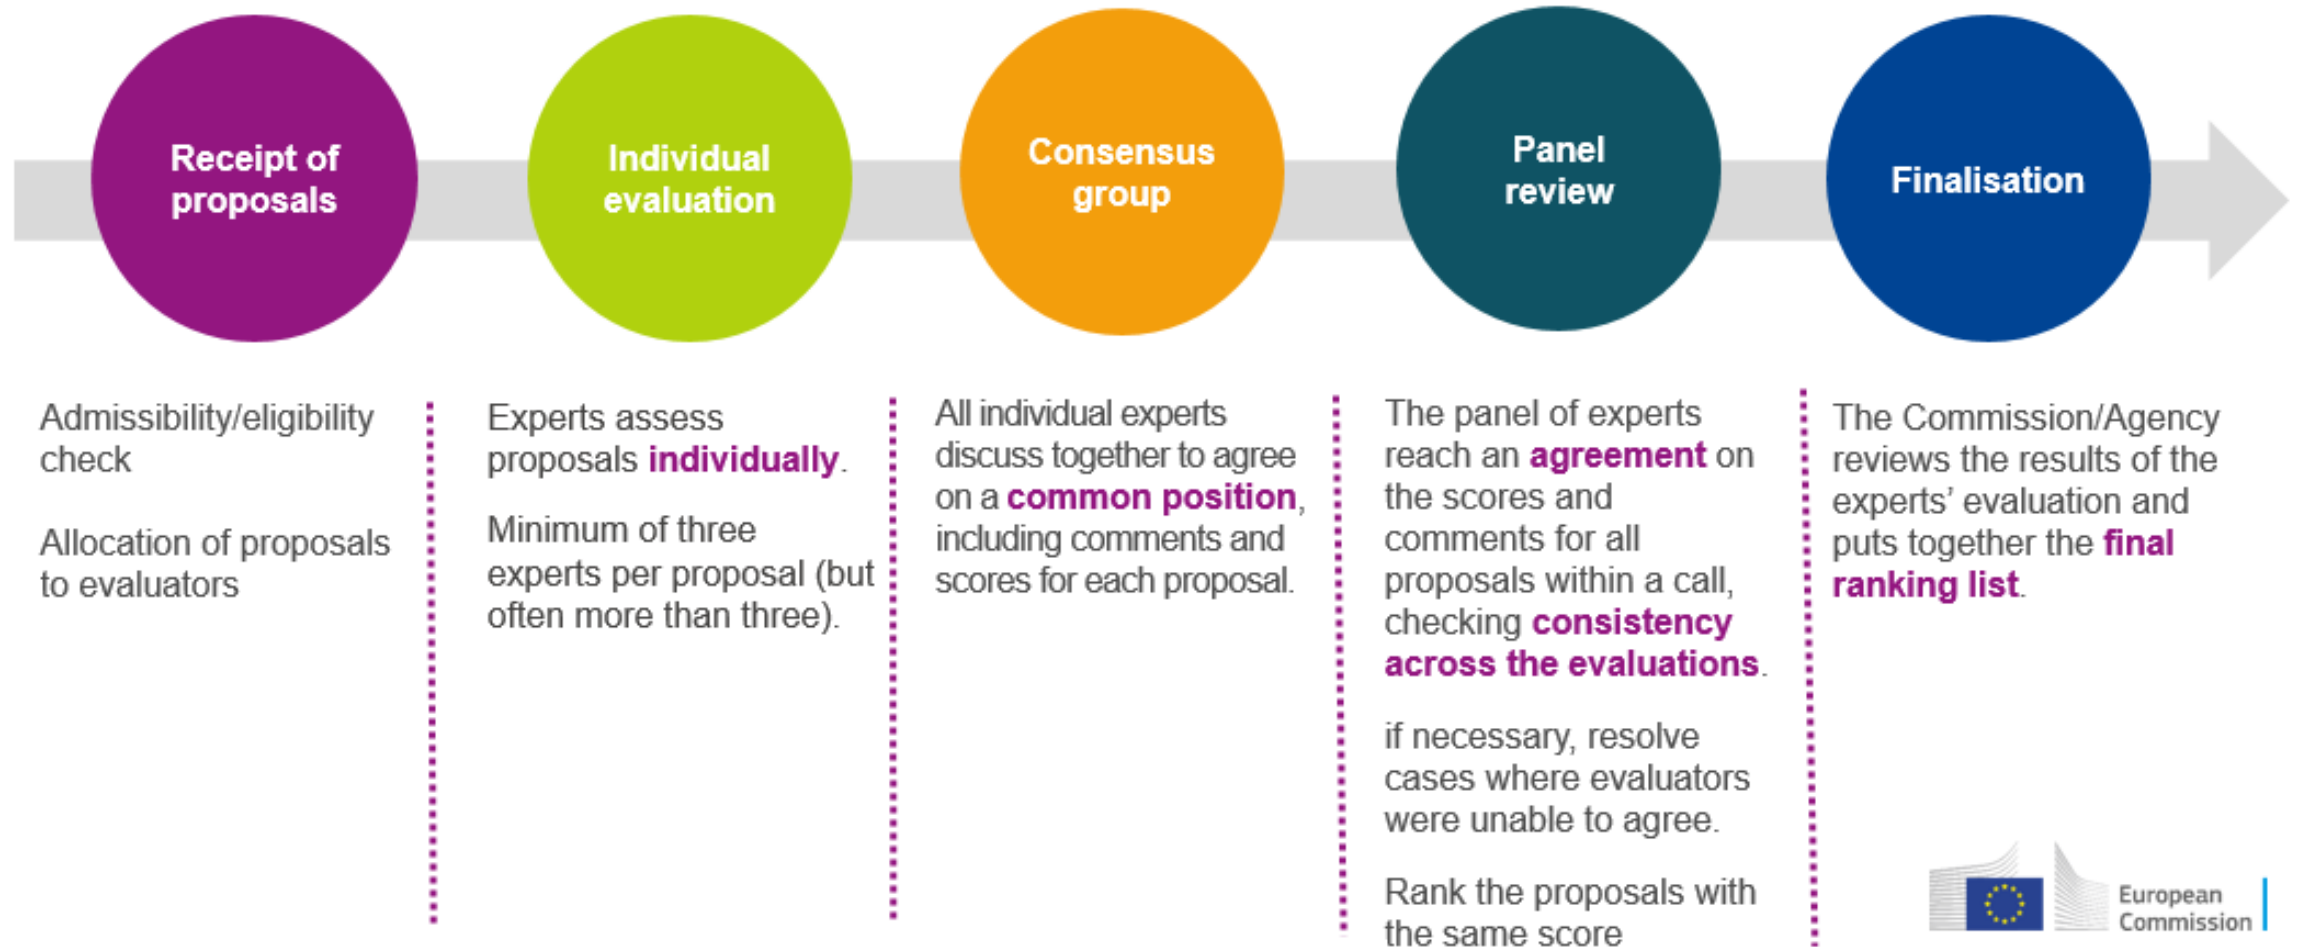 Receipt of
proposals
Individual
evaluation
Consensus
group
Panel
review
Finalisation
Admissibility/eligibility
check
Allocation of proposals
to evaluators
Experts assess
proposals individually.
Minimum of three
experts per proposal (but
often more than three).
All individual experts
discuss together to agree
on a common position,
including comments and
scores for each proposal.
The panel of experts
reach an agreement on
the scores and
comments for all
proposals within a call,
checking consistency
across the evaluations.
if necessary, resolve
cases where evaluators
were unable to agree.
Rank the proposals with
the same score
The Commission/Agency
reviews the results of the
experts’ evaluation and
puts together the final
ranking list.
European
Commission